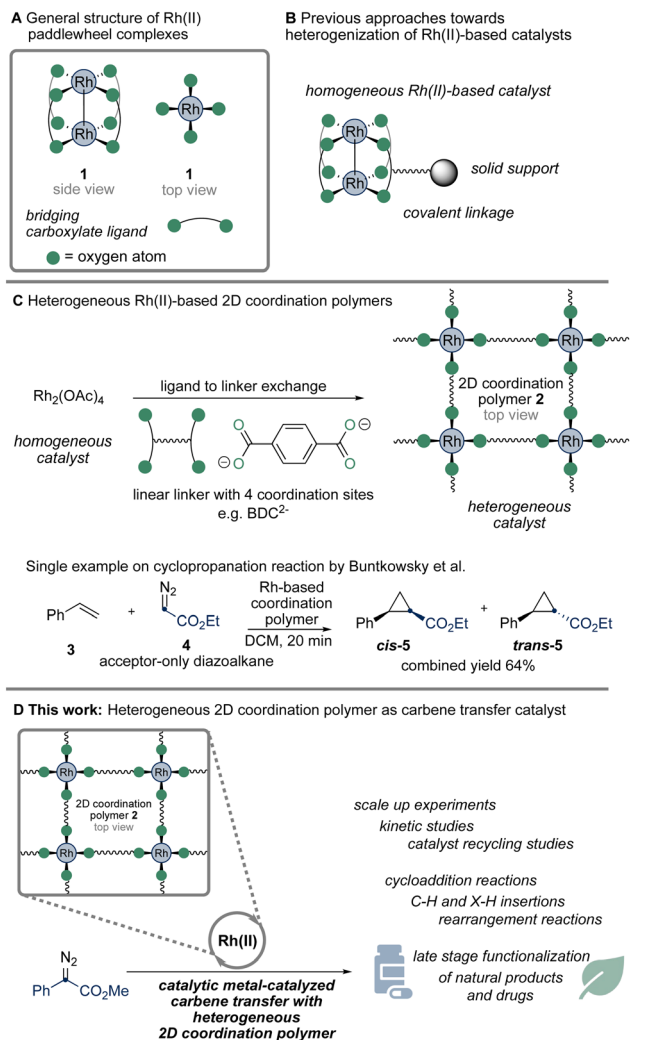 A General structure of Rh(II)
paddlewheel complexes
Rh
Rh
Rh
1
side view
1
top view
bridging
carboxylate ligand
= oxygen atom
B Previous approaches towards
heterogenization of Rh(II)-based catalysts
homogeneous Rh(II)-based catalyst
Rh
Rh
solid support
covalent linkage
C Heterogeneous Rh(II)-based 2D coordination polymers
Rh₂(OAc)₄
homogeneous
catalyst
ligand to linker exchange
O
O
⊖
⊖
O
O
linear linker with 4 coordination sites
e.g. BDC²⁻
Rh
Rh
2D coordination
polymer 2
top view
Rh
Rh
heterogeneous
catalyst
Single example on cyclopropanation reaction by Buntkowsky et al.
Ph
3
+
N₂
CO₂Et
4
acceptor-only diazoalkane
Rh-based
coordination
polymer
DCM, 20 min
Ph
CO₂Et
cis-5
+
Ph
CO₂Et
trans-5
combined yield 64%
D This work: Heterogeneous 2D coordination polymer as carbene transfer catalyst
Rh
Rh
2D coordination
polymer 2
top view
Rh
Rh
scale up experiments
kinetic studies
catalyst recycling studies
cycloaddition reactions
C-H and X-H insertions
rearrangement reactions
Rh(II)
N₂
Ph
CO₂Me
catalytic metal-catalyzed
carbene transfer with
heterogeneous
2D coordination polymer
late stage functionalization
of natural products
and drugs